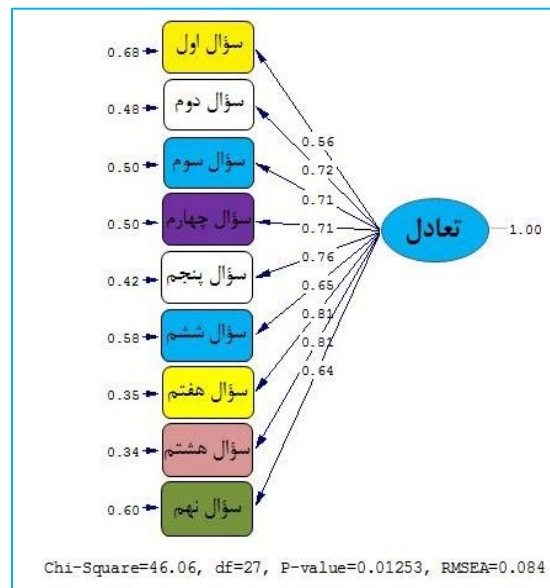 سؤال اول
0.68
سؤال دوم
0.48
سؤال سوم
0.50
سؤال چهارم
0.50
سؤال پنجم
0.42
سؤال ششم
0.58
سؤال هفتم
0.35
سؤال هشتم
0.34
سؤال نهم
0.60
0.56
0.72
0.71
0.71
0.76
0.65
0.81
0.81
0.64
تعادل
1.00
Chi-Square=46.06, df=27, P-value=0.01253, RMSEA=0.084